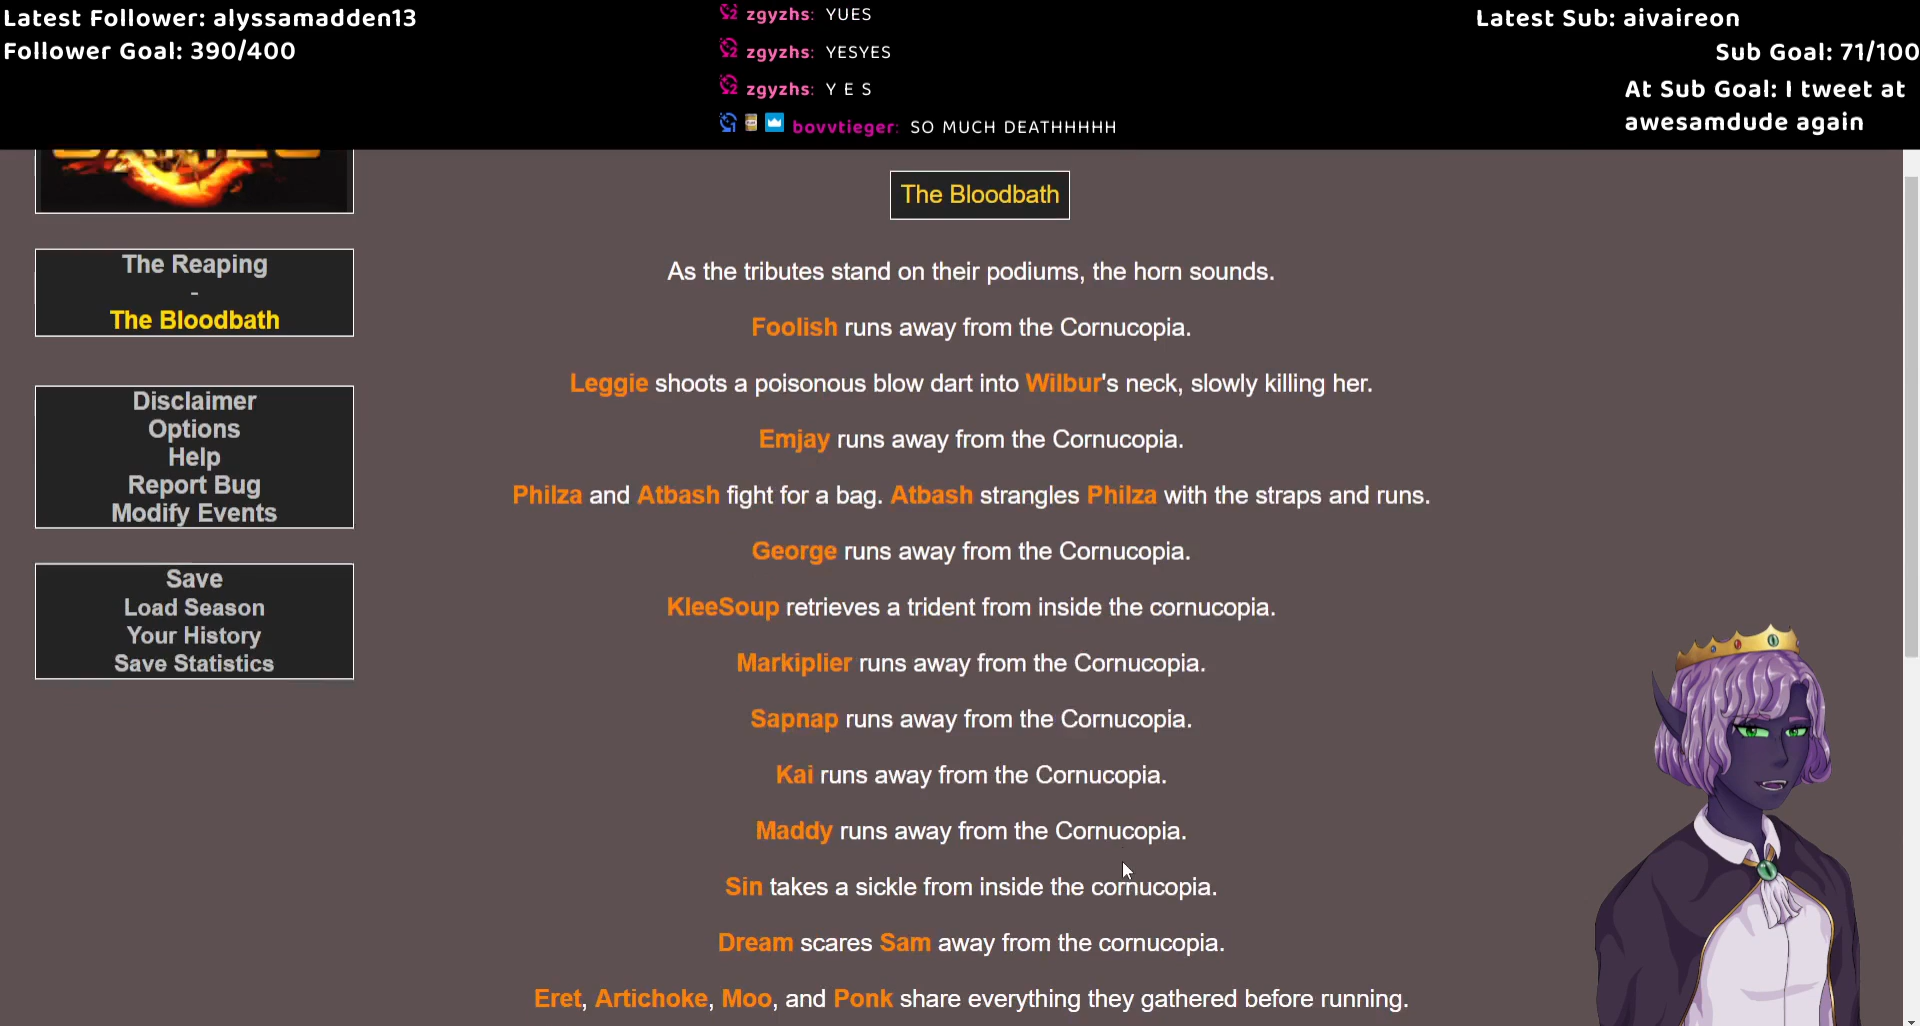 Latest Follower: alyssamadden13
Follower Goal: 390/400
zgyzhs: YUES
zgyzhs: YESYES
zgyzhs: Y E S
bovvtieger: SO MUCH DEATHHHHH
Latest Sub: aivaireon
Sub Goal: 71/100
At Sub Goal: I tweet at
awesamdude again
The Reaping
-
The Bloodbath
Disclaimer
Options
Help
Report Bug
Modify Events
Save
Load Season
Your History
Save Statistics
The Bloodbath
As the tributes stand on their podiums, the horn sounds.
Foolish runs away from the Cornucopia.
Leggie shoots a poisonous blow dart into Wilbur's neck, slowly killing her.
Emjay runs away from the Cornucopia.
Philza and Atbash fight for a bag. Atbash strangles Philza with the straps and runs.
George runs away from the Cornucopia.
KleeSoup retrieves a trident from inside the cornucopia.
Markiplier runs away from the Cornucopia.
Sapnap runs away from the Cornucopia.
Kai runs away from the Cornucopia.
Maddy runs away from the Cornucopia.
Sin takes a sickle from inside the cornucopia.
Dream scares Sam away from the cornucopia.
Eret, Artichoke, Moo, and Ponk share everything they gathered before running.